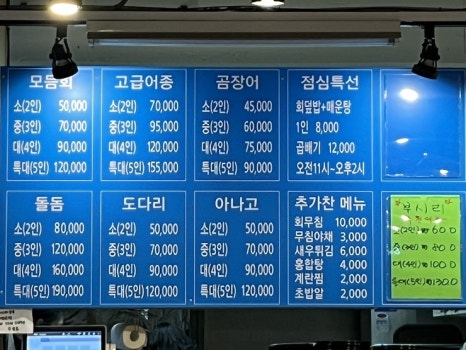 모듬회
소(2인) 50,000
중(3인) 70,000
대(4인) 90,000
특대(5인) 120,000
고급어종
소(2인) 70,000
중(3인) 95,000
대(4인) 120,000
특대(5인) 155,000
곰장어
소(2인) 45,000
중(3인) 60,000
대(4인) 75,000
특대(5인) 90,000
점심특선
회덮밥+매운탕
1인 8,000
곱배기 12,000
오전11시~오후2시
돌돔
소(2인) 80,000
중(3인) 120,000
대(4인) 160,000
특대(5인) 190,000
도다리
소(2인) 50,000
중(3인) 70,000
대(4인) 90,000
특대(5인) 120,000
아나고
소(2인) 50,000
중(3인) 70,000
대(4인) 90,000
특대(5인) 120,000
추가찬 메뉴
회무침 10,000
무침야채 3,000
새우튀김 6,000
홍합탕 4,000
계란찜 2,000
초밥알 2,000
부시리